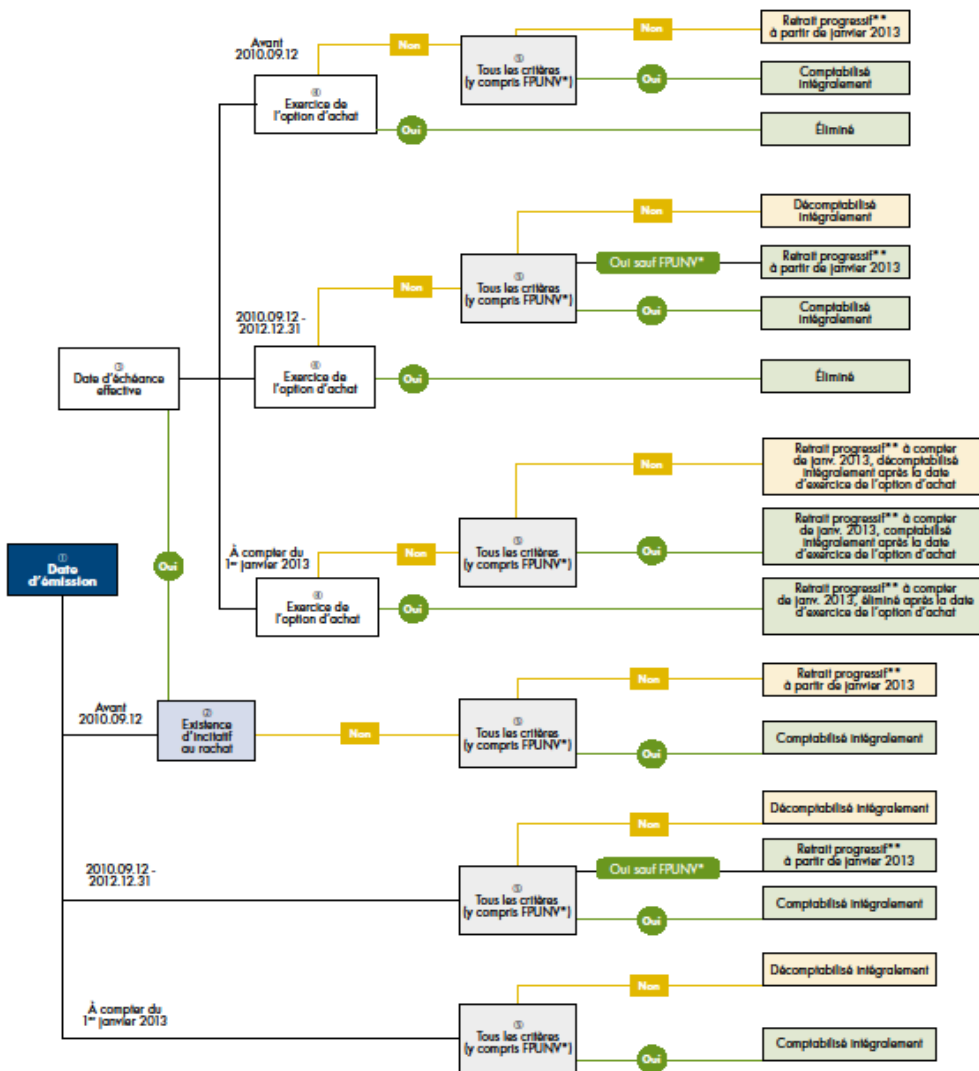 Avant
2010.09.12
Non
④
Exercice de
l'option d'achat
Oui
⑤
Tous les critères
(y compris FPUNV*)
Non
Retrait progressif**
à partir de janvier 2013
Oui
Comptabilisé
intégralement
Éliminé
2010.09.12 -
2012.12.31
Non
④
Exercice de
l'option d'achat
Oui
⑤
Tous les critères
(y compris FPUNV*)
Non
Décomptabilisé
intégralement
Oui sauf FPUNV*
Retrait progressif**
à partir de janvier 2013
Oui
Comptabilisé
intégralement
Éliminé
③
Date d'échéance
effective
Oui
À compter du
1er janvier 2013
Non
④
Exercice de
l'option d'achat
Oui
⑤
Tous les critères
(y compris FPUNV*)
Non
Retrait progressif** à compter
de janv. 2013, décomptabilisé
intégralement après la date
d'exercice de l'option d'achat
Oui
Retrait progressif** à compter
de janv. 2013, comptabilisé
intégralement après la date
d'exercice de l'option d'achat
Retrait progressif** à compter
de janv. 2013, éliminé après la date
d'exercice de l'option d'achat
①
Date
d'émission
Avant
2010.09.12
②
Existence
d'incitatif
au rachat
Non
⑤
Tous les critères
(y compris FPUNV*)
Non
Retrait progressif**
à partir de janvier 2013
Oui
Comptabilisé intégralement
2010.09.12 -
2012.12.31
⑤
Tous les critères
(y compris FPUNV*)
Non
Décomptabilisé intégralement
Oui sauf FPUNV*
Retrait progressif**
à partir de janvier 2013
Oui
Comptabilisé intégralement
À compter du
1er janvier 2013
⑤
Tous les critères
(y compris FPUNV*)
Non
Décomptabilisé intégralement
Oui
Comptabilisé intégralement